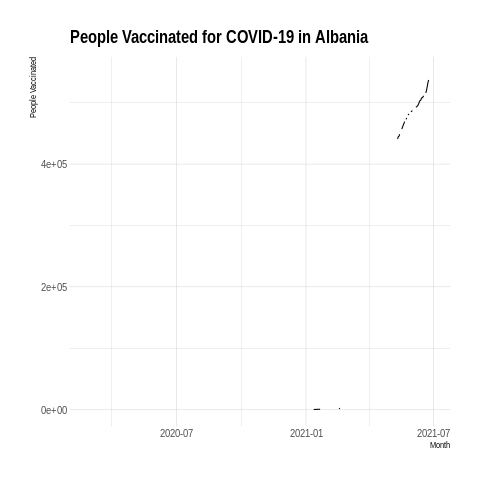 People Vaccinated for COVID-19 in Albania
People Vaccinated
4e+05
2e+05
0e+00
2020-07
2021-01
2021-07
Month